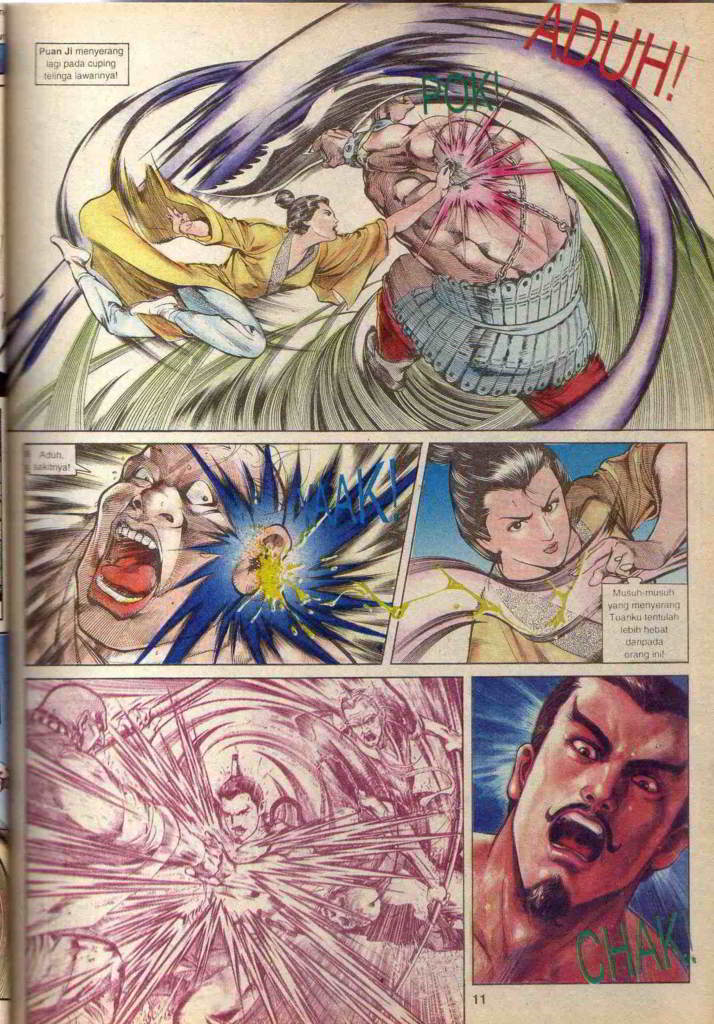 Puan Ji menyerang
lagi pada cuping
telinga lawannya!
ADUH!
POK!
Aduh,
sakitnya!
AAK!
Musuh-musuh
yang menyerang
Tuanku tentulah
lebih hebat
daripada
orang ini!
CHAK!
11